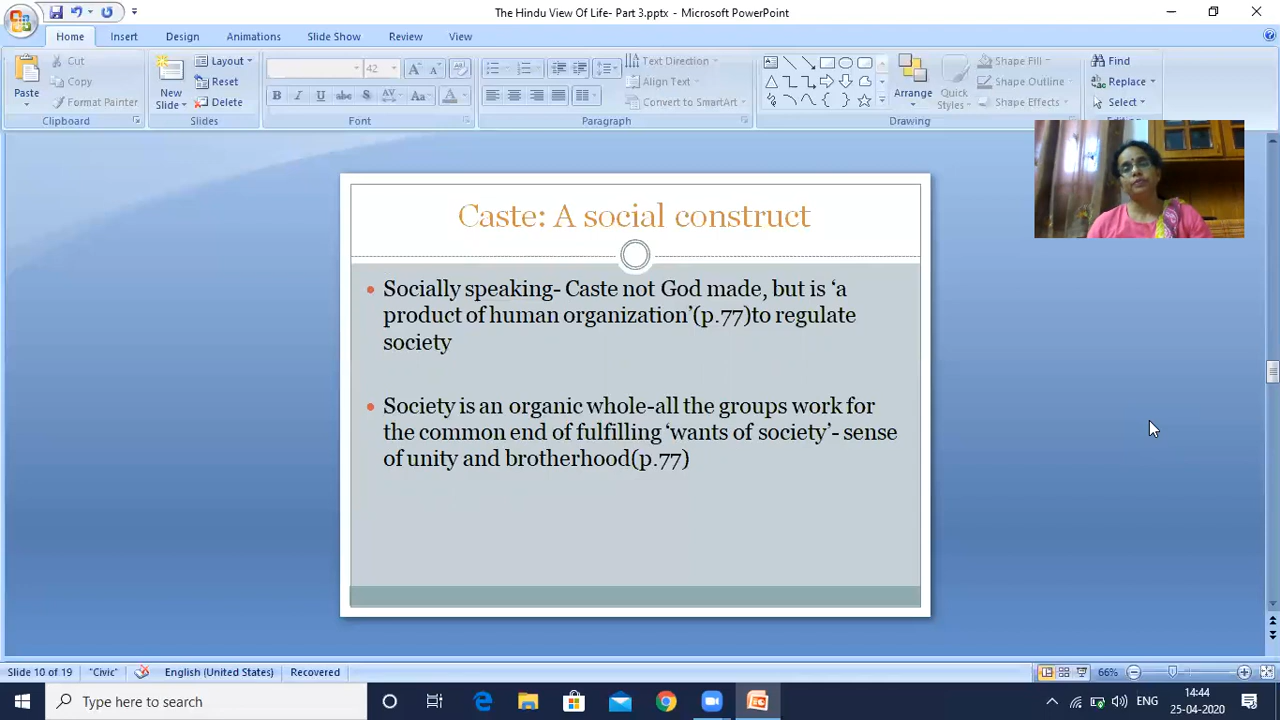 The Hindu View Of Life- Part 3.pptx - Microsoft PowerPoint
Home Insert Design Animations Slide Show Review View
Paste
Cut
Copy
Format Painter
Clipboard
New
Slide
Layout
Reset
Delete
Slides
42
B I U abc S AV Aa A
Font
Text Direction
Align Text
Convert to SmartArt
Paragraph
Arrange
Quick
Styles
Shape Fill
Shape Outline
Shape Effects
Drawing
Find
Replace
Select
Caste: A social construct
Socially speaking- Caste not God made, but is ‘a
product of human organization’(p.77)to regulate
society
Society is an organic whole-all the groups work for
the common end of fulfilling ‘wants of society’- sense
of unity and brotherhood(p.77)
Slide 10 of 19 "Civic" English (United States) Recovered 66%
Type here to search
ENG
14:44
25-04-2020